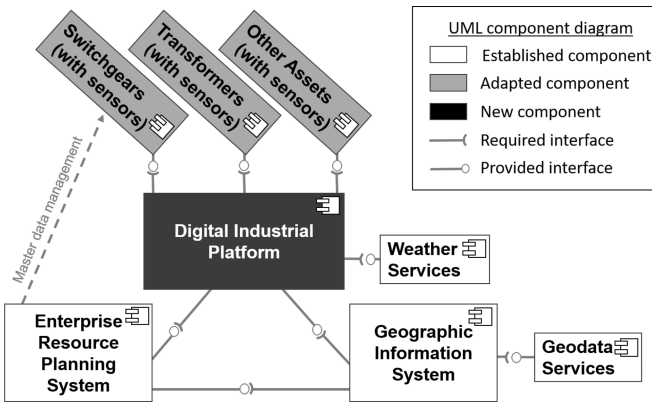 Switchgears
(with sensors)
Transformers
(with sensors)
Other Assets
(with sensors)
UML component diagram
Established component
Adapted component
New component
Required interface
Provided interface
Master data management
Digital Industrial
Platform
Weather
Services
Enterprise
Resource
Planning
System
Geographic
Information
System
Geodata
Services